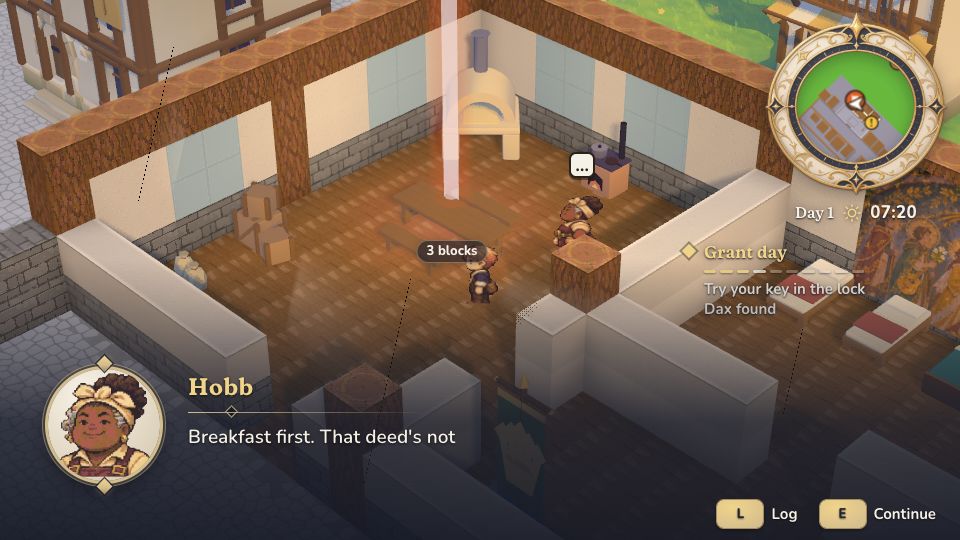 ...
3 blocks
Day 1 07:20
Grant day
Try your key in the lock
Dax found
Hobb
Breakfast first. That deed's not
L Log E Continue